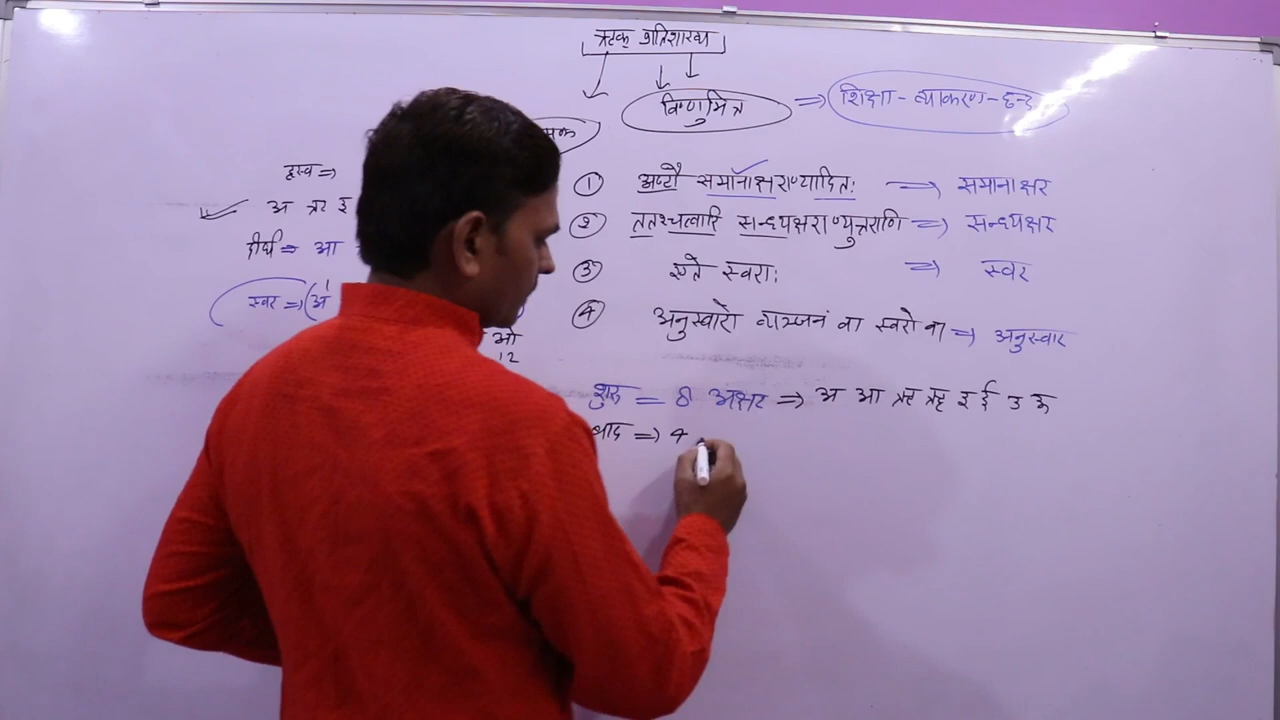 ऋक् प्रातिशाख्य
विष्णुमित्र => शिक्षा - व्याकरण - छन्द
ह्रस्व =>
अ ऋ इ
दीर्घ = आ
स्वर => (अ
ओ
12
① अष्टौ समानाक्षराण्यादितः => समानाक्षर
② ततश्चत्वारि सन्ध्यक्षराण्युत्तराणि => सन्ध्यक्षर
③ एते स्वराः => स्वर
④ अनुस्वारो व्यञ्जनं वा स्वरो वा => अनुस्वार
शुरु = 8 अक्षर => अ आ ऋ ॠ इ ई उ ऊ
बाद => 4